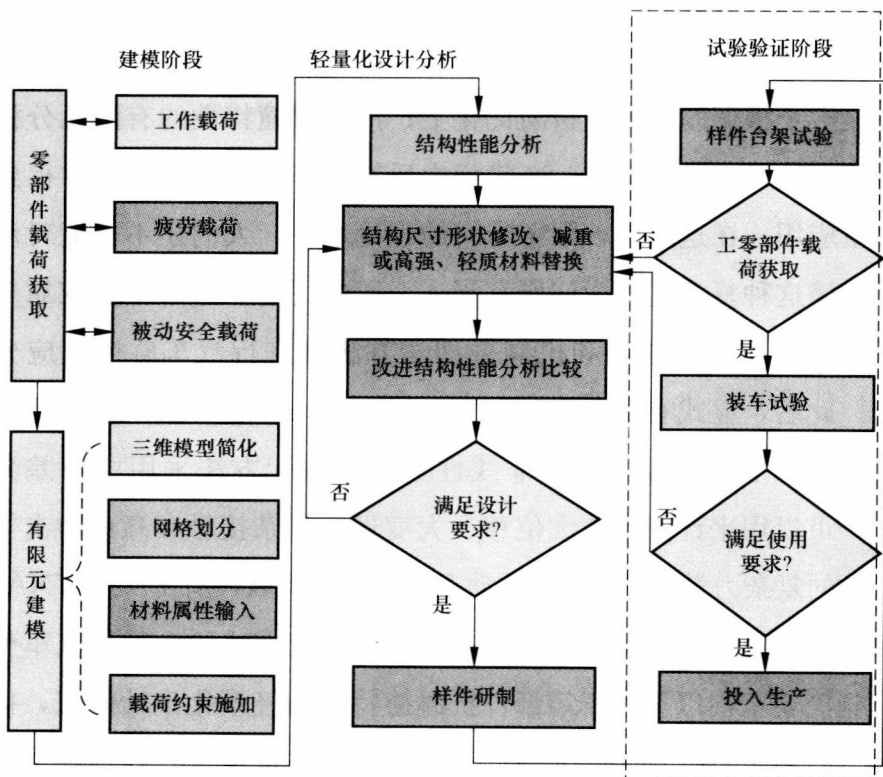 建模阶段
零部件载荷获取
工作载荷
疲劳载荷
被动安全载荷
有限元建模
三维模型简化
网格划分
材料属性输入
载荷约束施加
轻量化设计分析
结构性能分析
结构尺寸形状修改、减重
或高强、轻质材料替换
改进结构性能分析比较
否
满足设计
要求?
是
样件研制
试验验证阶段
样件台架试验
否
工零部件载
荷获取
是
装车试验
否
满足使用
要求?
是
投入生产